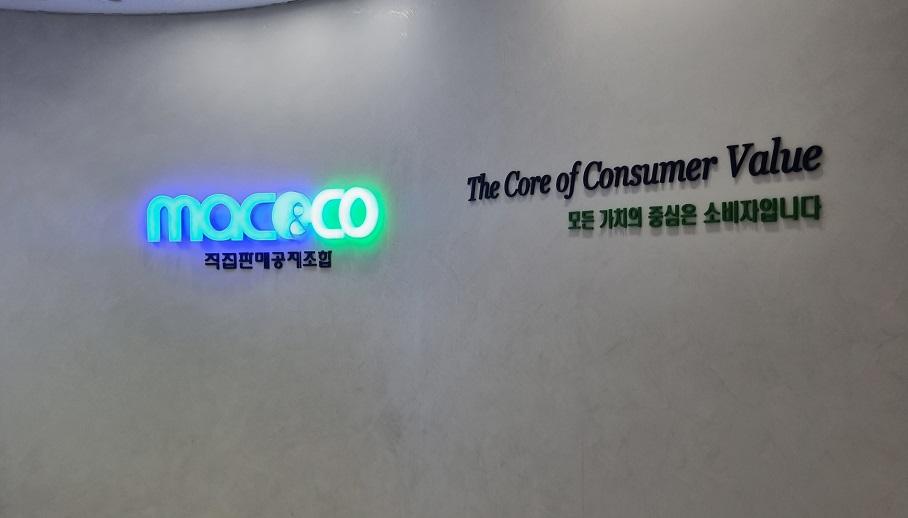 mac&co
직접판매공제조합
The Core of Consumer Value
모든 가치의 중심은 소비자입니다